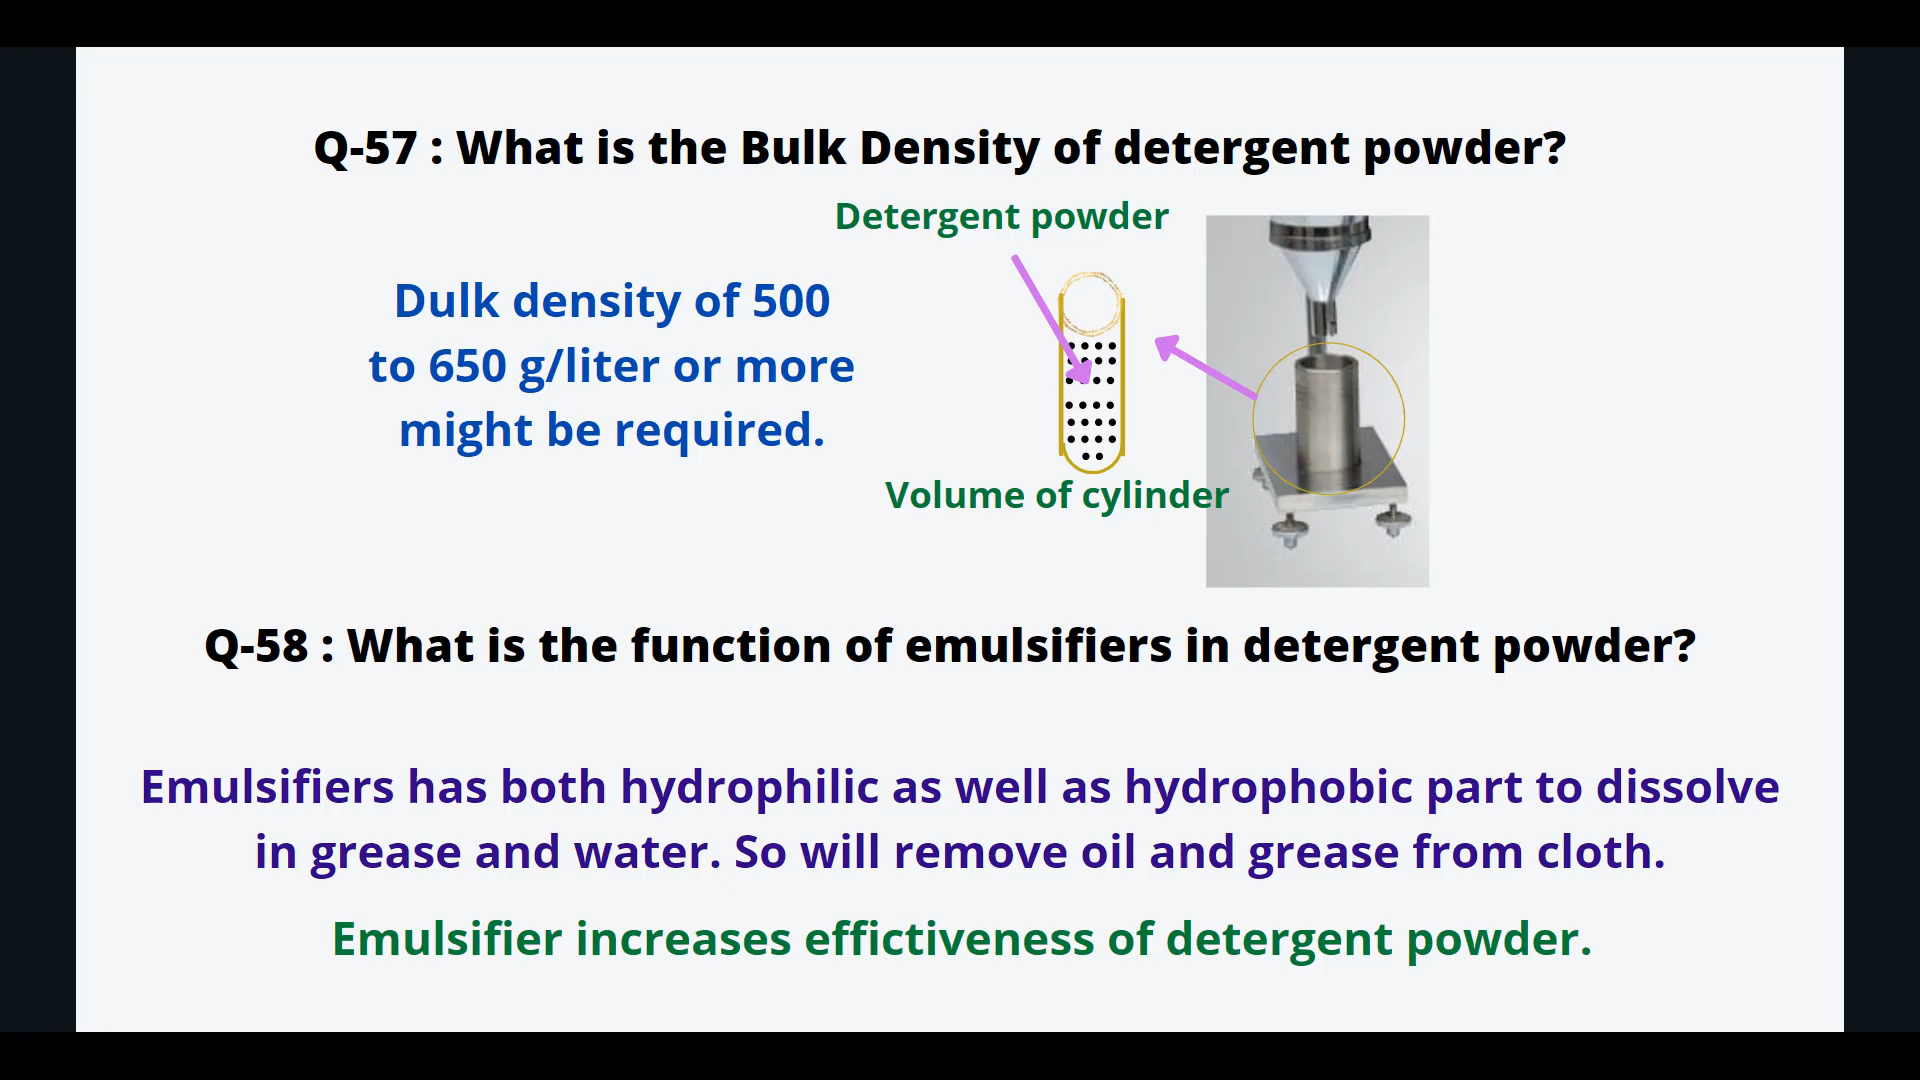 Q-57 : What is the Bulk Density of detergent powder?
Detergent powder
Dulk density of 500
to 650 g/liter or more
might be required.
Volume of cylinder
Q-58 : What is the function of emulsifiers in detergent powder?
Emulsifiers has both hydrophilic as well as hydrophobic part to dissolve
in grease and water. So will remove oil and grease from cloth.
Emulsifier increases effictiveness of detergent powder.